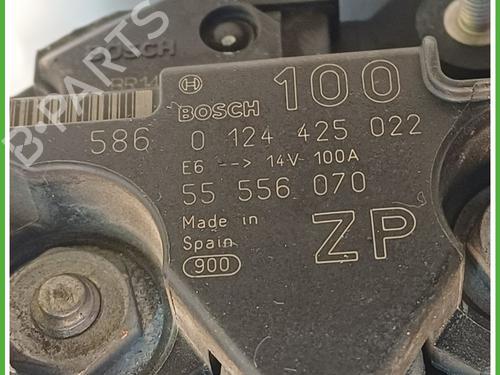 BOSCH
BOSCH 100
586 0 124 425 022
E6 --> 14V-100A
55 556 070
Made in
Spain ZP
900
B-PARTS